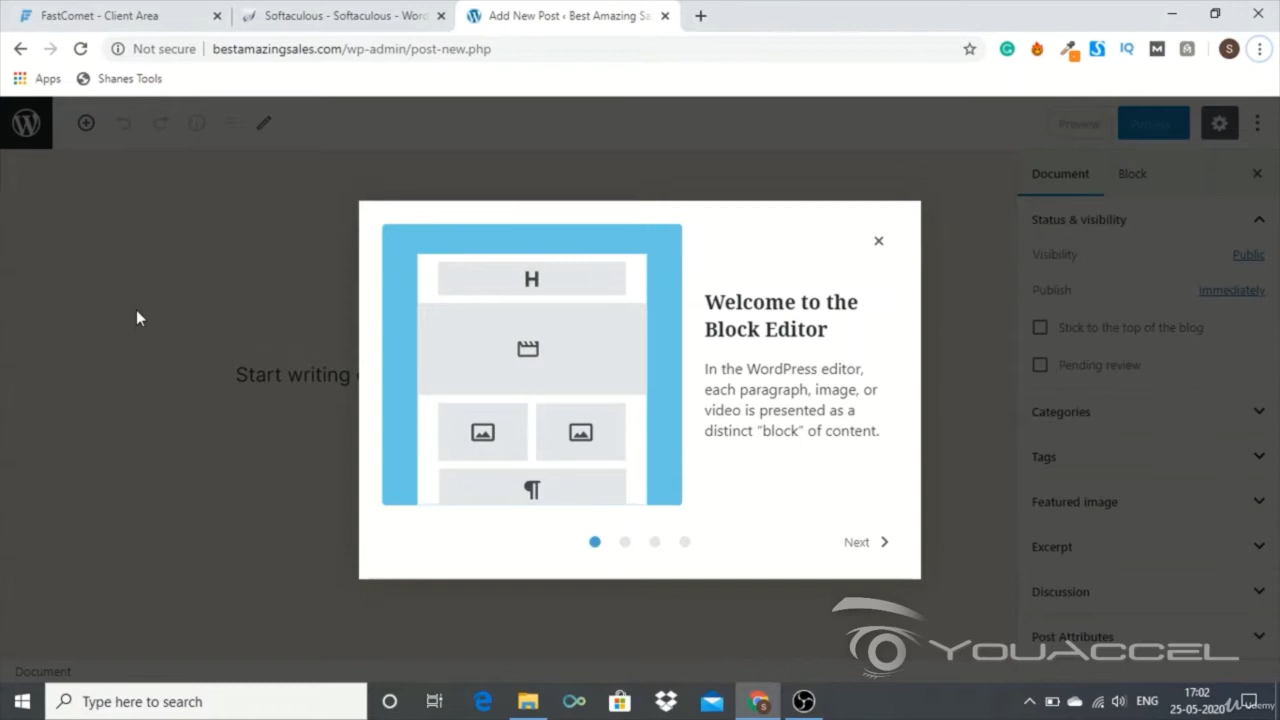 FastComet - Client Area
Softaculous - Softaculous - Word
Add New Post ‹ Best Amazing Sa
Not secure
bestamazingsales.com/wp-admin/post-new.php
IQ
M
S
Apps
Shanes Tools
Preview
Publish
Document
Block
Status & visibility
Visibility
Public
Publish
Immediately
Stick to the top of the blog
Pending review
Categories
Tags
Featured image
Excerpt
Discussion
Post Attributes
Start writing
H
Welcome to the
Block Editor
In the WordPress editor,
each paragraph, image, or
video is presented as a
distinct “block” of content.
Next
YOUACCEL
Document
Type here to search
ENG
17:02
25-05-2020
Udemy